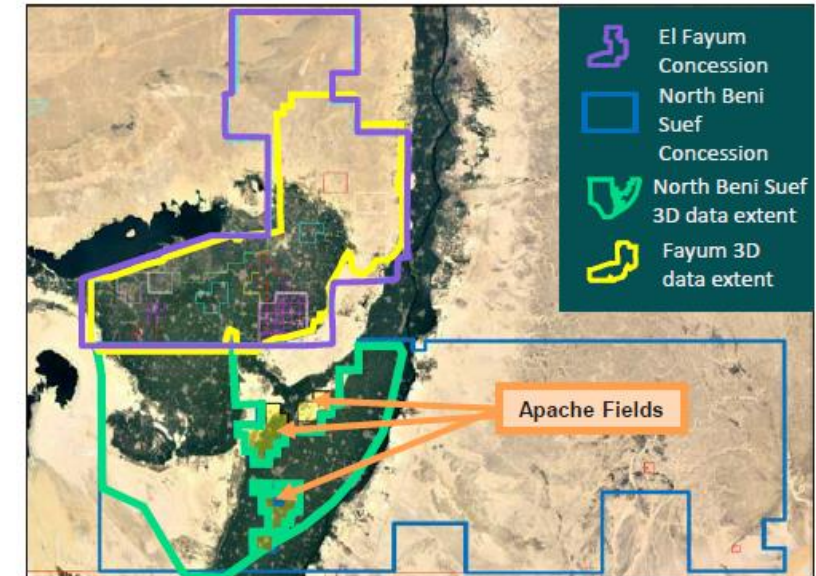 El Fayum
Concession
North Beni
Suef
Concession
North Beni Suef
3D data extent
Fayum 3D
data extent
Apache Fields